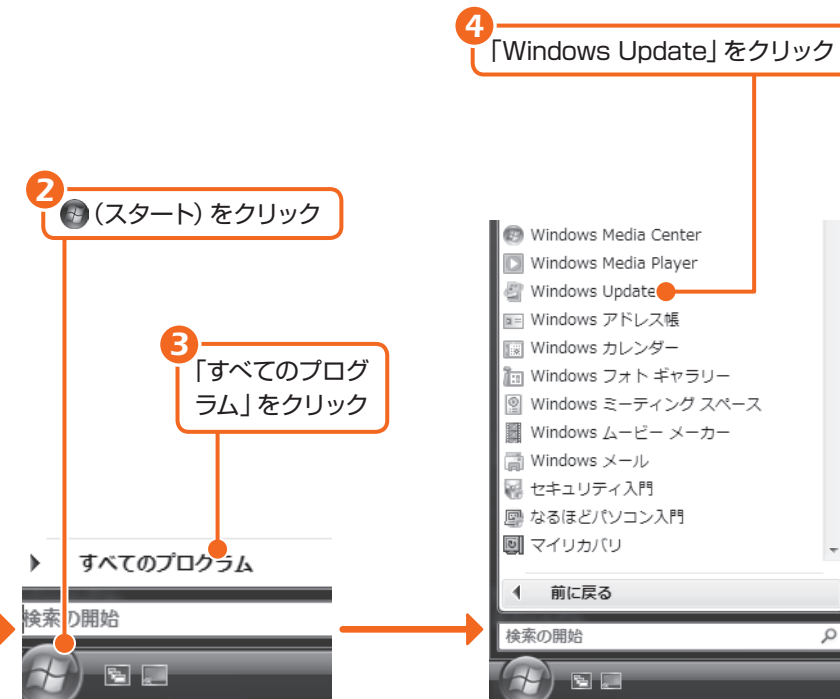 2
(スタート)をクリック
3
「すべてのプログ
ラム」をクリック
すべてのプログラム
検索の開始
4
「Windows Update」をクリック
Windows Media Center
Windows Media Player
Windows Update
Windows アドレス帳
Windows カレンダー
Windows フォト ギャラリー
Windows ミーティング スペース
Windows ムービー メーカー
Windows メール
セキュリティ入門
なるほどパソコン入門
マイリカバリ
前に戻る
検索の開始